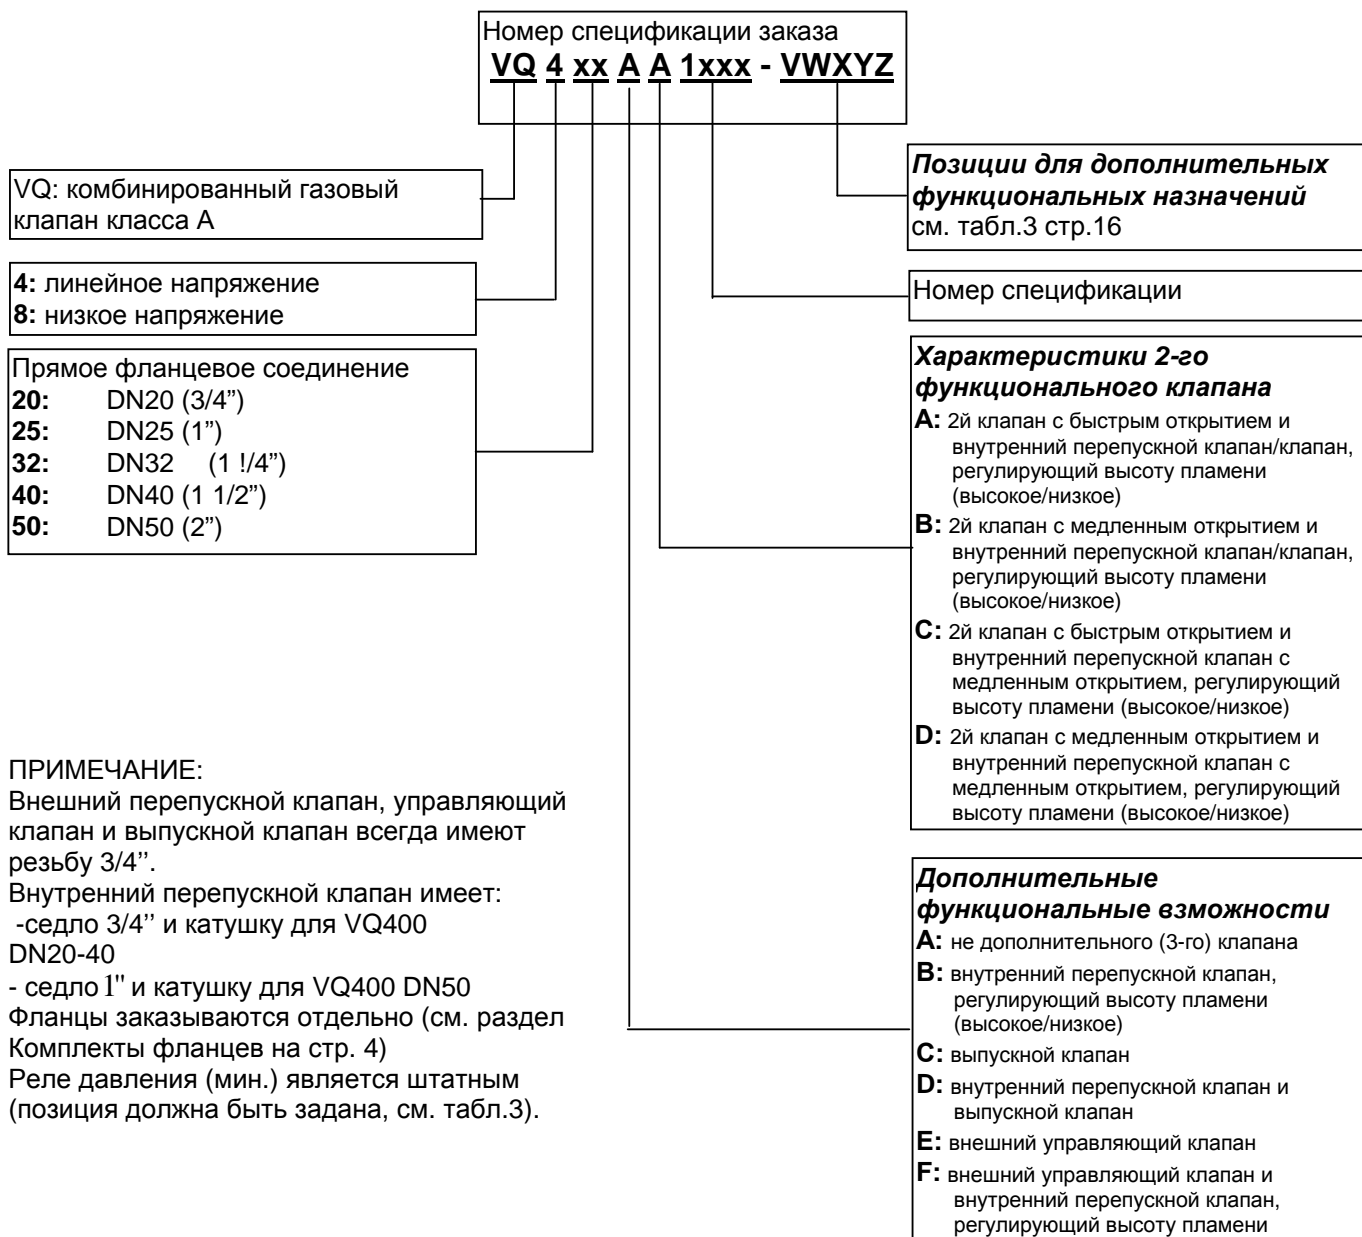 Номер спецификации заказа
VQ 4 xx A A 1xxx - VWXYZ
VQ: комбинированный газовый
клапан класса А
4: линейное напряжение
8: низкое напряжение
Прямое фланцевое соединение
20: DN20 (3/4”)
25: DN25 (1”)
32: DN32 (1 !/4”)
40: DN40 (1 1/2”)
50: DN50 (2”)
ПРИМЕЧАНИЕ:
Внешний перепускной клапан, управляющий
клапан и выпускной клапан всегда имеют
резьбу 3/4’’.
Внутренний перепускной клапан имеет:
-седло 3/4’’ и катушку для VQ400
DN20-40
- седло 1" и катушку для VQ400 DN50
Фланцы заказываются отдельно (см. раздел
Комплекты фланцев на стр. 4)
Реле давления (мин.) является штатным
(позиция должна быть задана, см. табл.3).
Позиции для дополнительных
функциональных назначений
см. табл.3 стр.16
Номер спецификации
Характеристики 2-го
функционального клапана
A: 2й клапан с быстрым открытием и
внутренний перепускной клапан/клапан,
регулирующий высоту пламени
(высокое/низкое)
B: 2й клапан с медленным открытием и
внутренний перепускной клапан/клапан,
регулирующий высоту пламени
(высокое/низкое)
C: 2й клапан с быстрым открытием и
внутренний перепускной клапан с
медленным открытием, регулирующий
высоту пламени (высокое/низкое)
D: 2й клапан с медленным открытием и
внутренний перепускной клапан с
медленным открытием, регулирующий
высоту пламени (высокое/низкое)
Дополнительные
функциональные взможности
A: не дополнительного (3-го) клапана
B: внутренний перепускной клапан,
регулирующий высоту пламени
(высокое/низкое)
C: выпускной клапан
D: внутренний перепускной клапан и
выпускной клапан
E: внешний управляющий клапан
F: внешний управляющий клапан и
внутренний перепускной клапан,
регулирующий высоту пламени